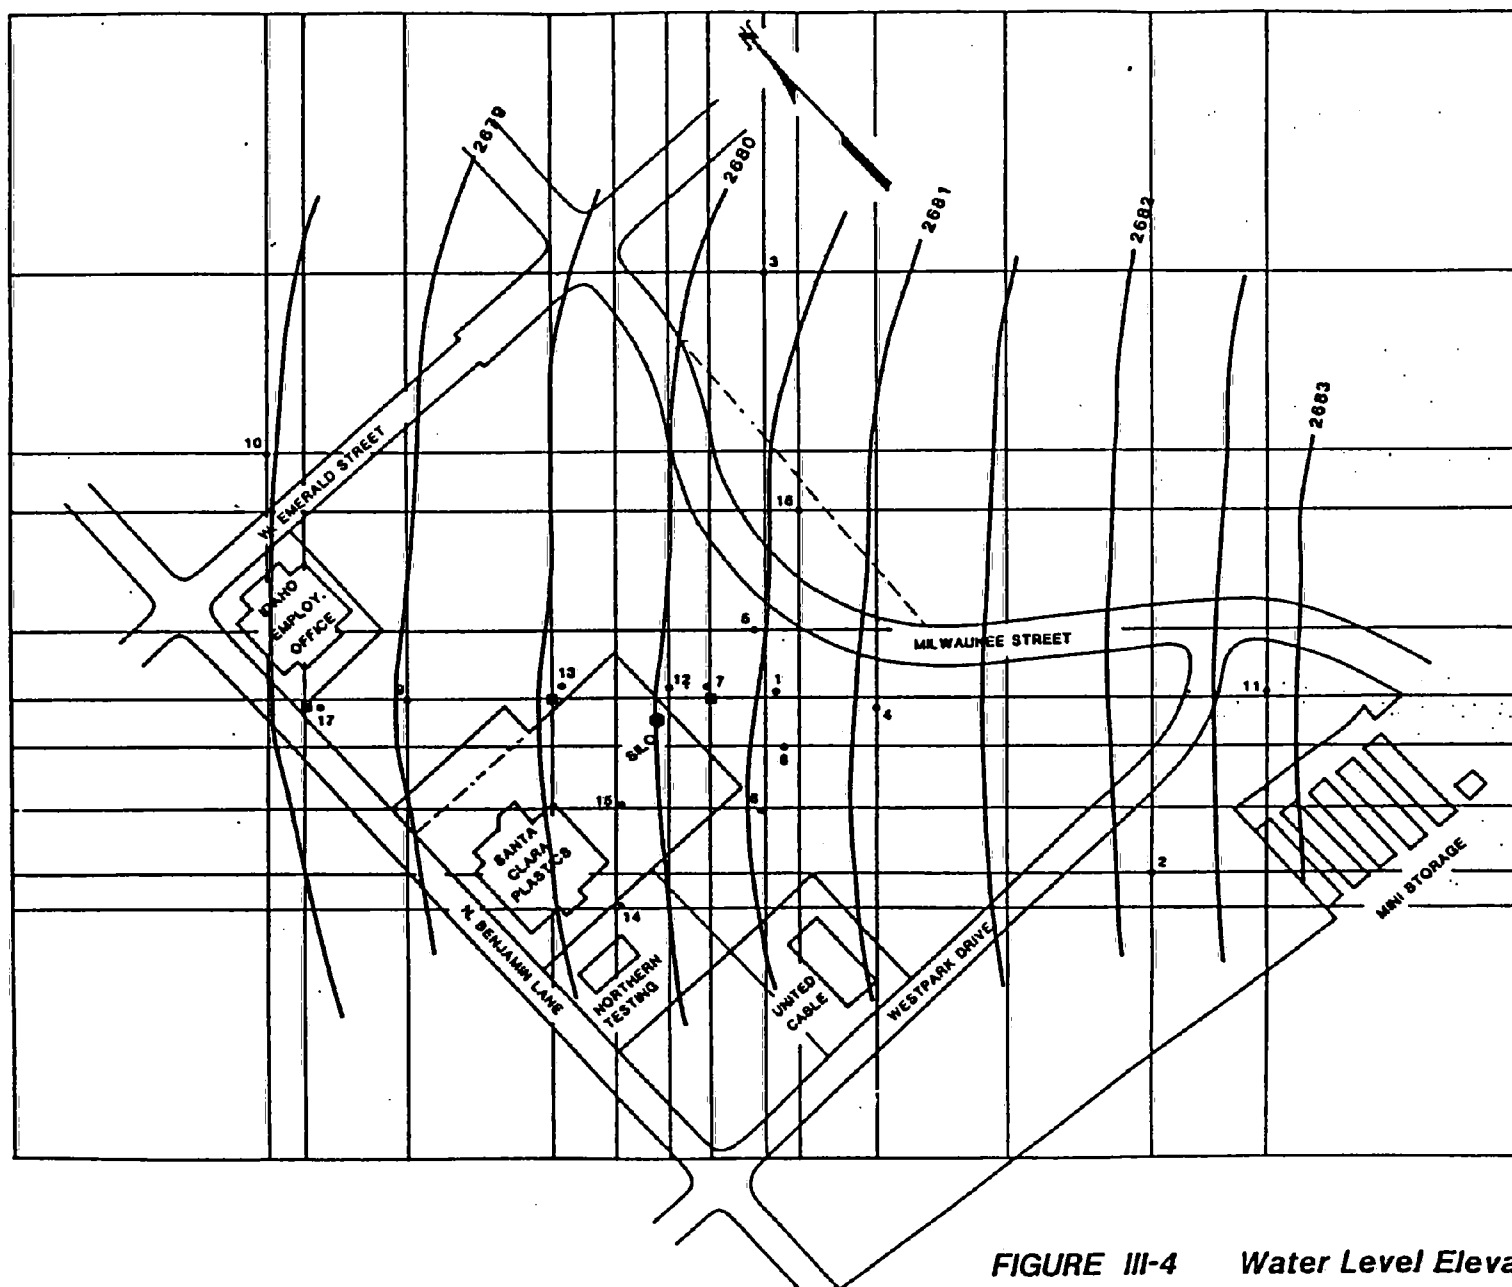 N
2679
2680
2681
2682
2683
3
10
16
W. EMERALD STREET
IDAHO
EMPLOY.
OFFICE
5
MILWAUKEE STREET
9
13
12
7
1
4
11
17
SILO
8
15
6
2
SANTA
CLARA
PLASTICS
14
N. BENJAMIN LANE
NORTHERN
TESTING
UNITED
CABLE
WESTPARK DRIVE
MINI STORAGE
FIGURE III-4 Water Level Eleva